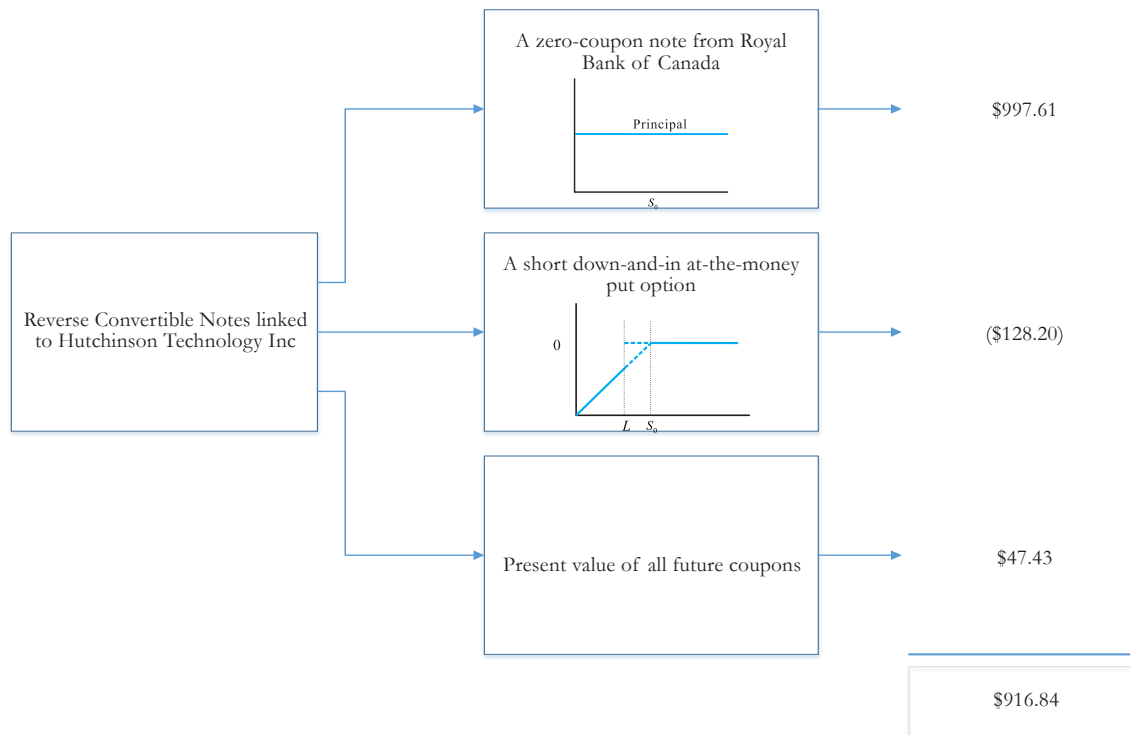 A zero-coupon note from Royal
Bank of Canada
Principal
S₀
$997.61
Reverse Convertible Notes linked
to Hutchinson Technology Inc
A short down-and-in at-the-money
put option
0
L S₀
($128.20)
Present value of all future coupons
$47.43
$916.84